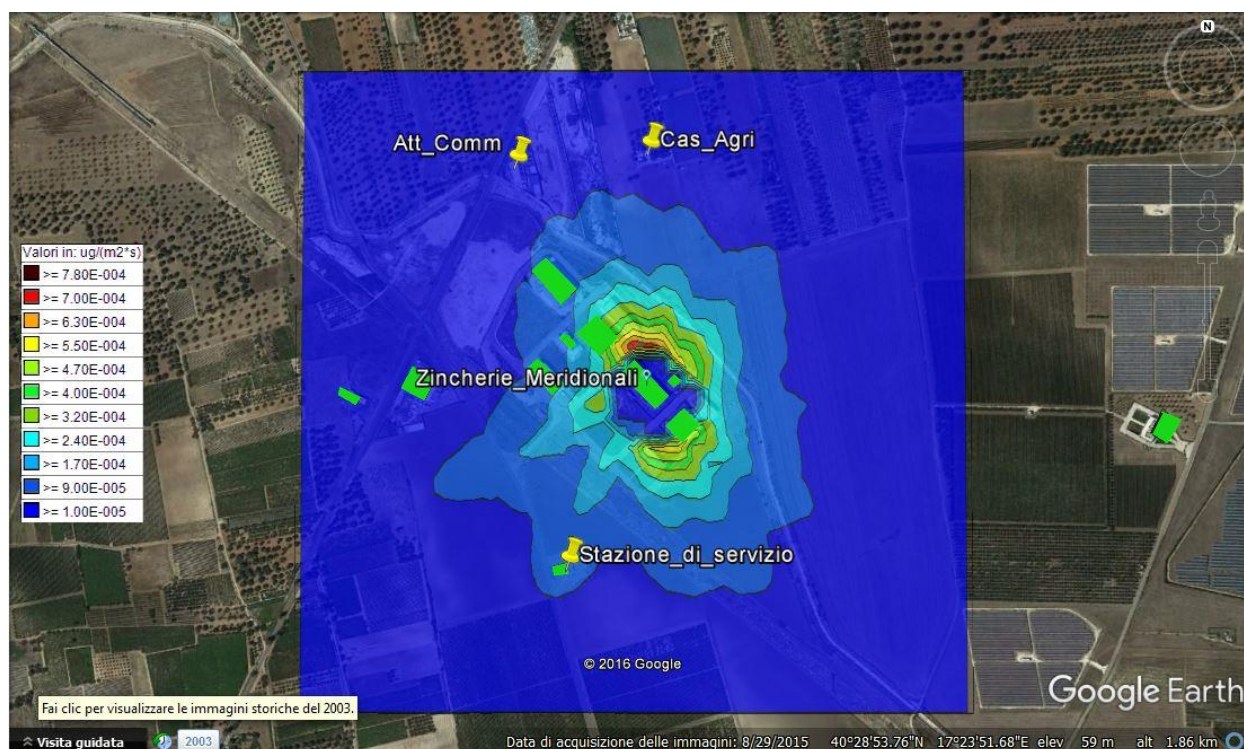 N
Att_Comm
Cas_Agri
Valori in: ug/(m2*s)
>= 7.80E-004
>= 7.00E-004
>= 6.30E-004
>= 5.50E-004
>= 4.70E-004
>= 4.00E-004
>= 3.20E-004
>= 2.40E-004
>= 1.70E-004
>= 9.00E-005
>= 1.00E-005
Zincherie_Meridionali
Stazione_di_servizio
© 2016 Google
Google Earth
Fai clic per visualizzare le immagini storiche del 2003.
Visita guidata
2003
Data di acquisizione delle immagini: 8/29/2015 40°28'53.76"N 17°23'51.68"E elev 59 m alt 1.86 km